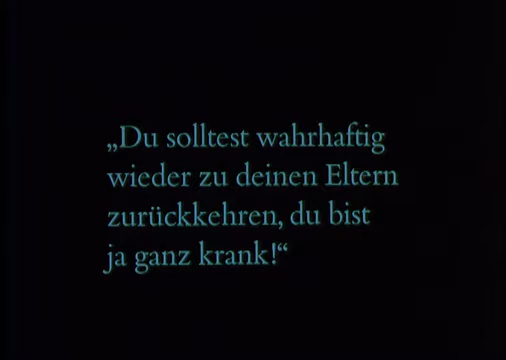 „Du solltest wahrhaftig
wieder zu deinen Eltern
zurückkehren, du bist
ja ganz krank!“